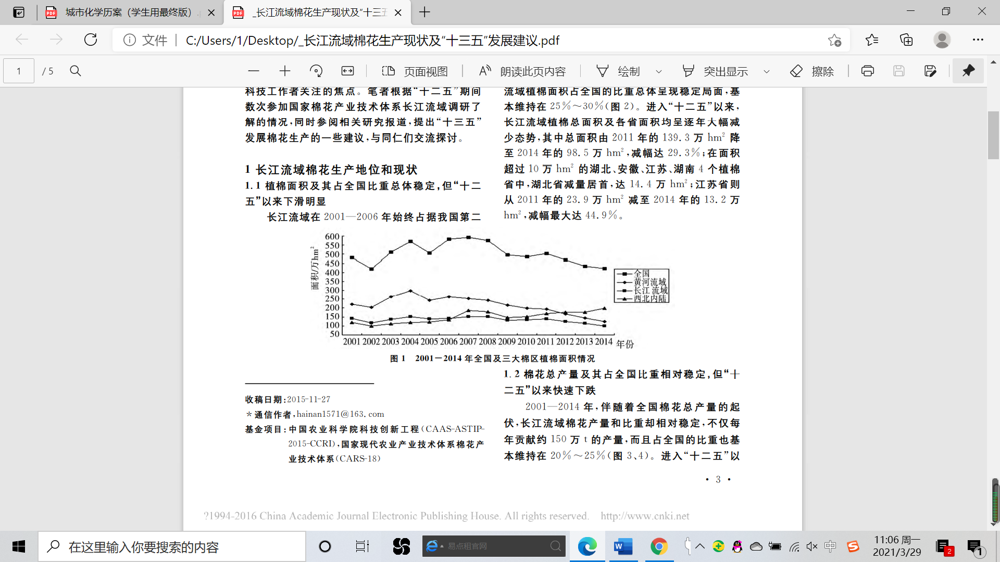 城市化学历案（学生用最终版）.p
_长江流域棉花生产现状及“十三五
文件
C:/Users/1/Desktop/_长江流域棉花生产现状及“十三五”发展建议.pdf
1
/ 5
页面视图
朗读此页内容
绘制
突出显示
擦除
科技工作者关注的焦点。笔者根据“十二五”期间
数次参加国家棉花产业技术体系长江流域调研了
解的情况,同时参阅相关研究报道,提出“十三五”
发展棉花生产的一些建议,与同仁们交流探讨。
1 长江流域棉花生产地位和现状
1.1 植棉面积及其占全国比重总体稳定,但“十二
五”以来下滑明显
长江流域在 2001—2006 年始终占据我国第二
流域植棉面积占全国的比重总体呈现稳定局面,基
本维持在 25%～30%(图 2)。进入“十二五”以来,
长江流域植棉总面积及各省面积均呈逐年大幅减
少态势,其中总面积由 2011 年的 139.3 万 hm² 降
至 2014 年的 98.5 万 hm²,减幅达 29.3%;在面积
超过 10 万 hm² 的湖北、安徽、江苏、湖南 4 个植棉
省中,湖北省减量居首,达 14.4 万 hm²;江苏省则
从 2011 年的 23.9 万 hm² 减至 2014 年的 13.2 万
hm²,减幅最大达 44.9%。
面积/万hm²
600
550
500
450
400
350
300
250
200
150
100
50
2001 2002 2003 2004 2005 2006 2007 2008 2009 2010 2011 2012 2013 2014 年份
全国
黄河流域
长江 流域
西北内陆
图 1 2001－2014 年全国及三大棉区植棉面积情况
收稿日期:2015-11-27
*通信作者,hainan1571@163.com
基金项目:中国农业科学院科技创新工程(CAAS-ASTIP-
2015-CCRI),国家现代农业产业技术体系棉花产
业技术体系(CARS-18)
1.2 棉花总产量及其占全国比重相对稳定,但“十
二五”以来快速下跌
2001—2014 年,伴随着全国棉花总产量的起
伏,长江流域棉花产量和比重却相对稳定,不仅每
年贡献约 150 万 t 的产量,而且占全国的比重也基
本维持在 20%～25%(图 3、4)。进入“十二五”以
• 3 •
?1994-2016 China Academic Journal Electronic Publishing House. All rights reserved. http://www.cnki.net
在这里输入你要搜索的内容
易点租官网
中
11:06 周一
2021/3/29
2
1